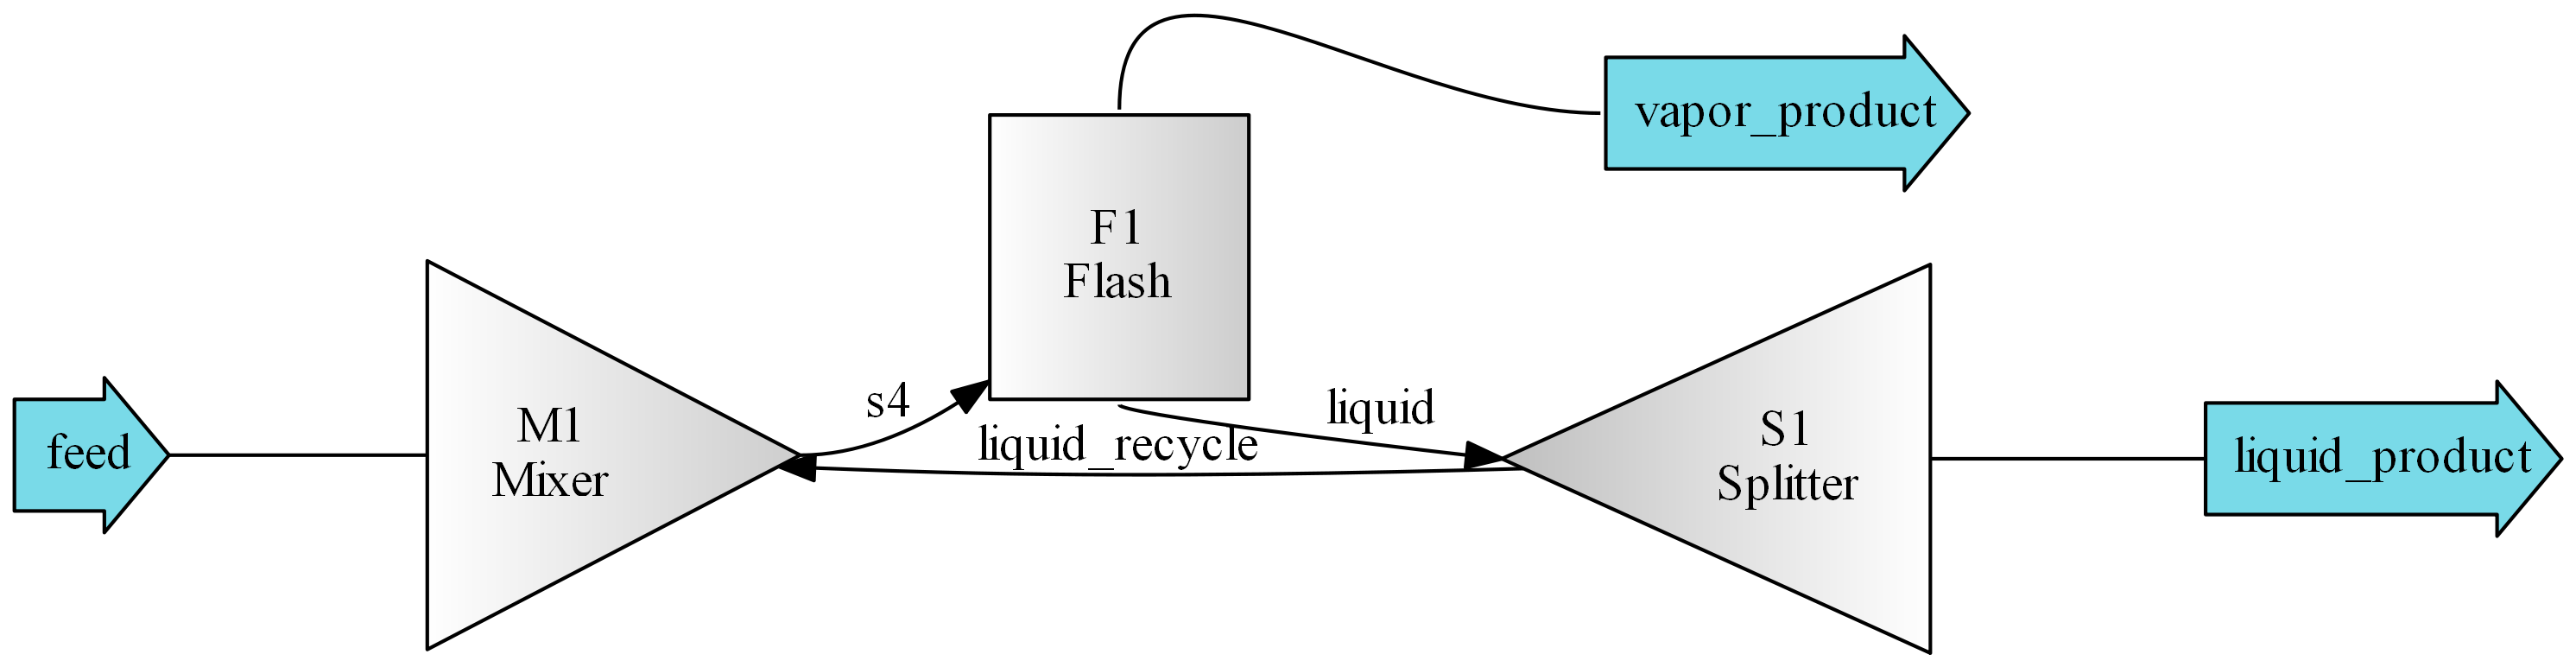 vapor_product
F1
Flash
feed
M1
Mixer
s4
liquid_recycle
liquid
S1
Splitter
liquid_product